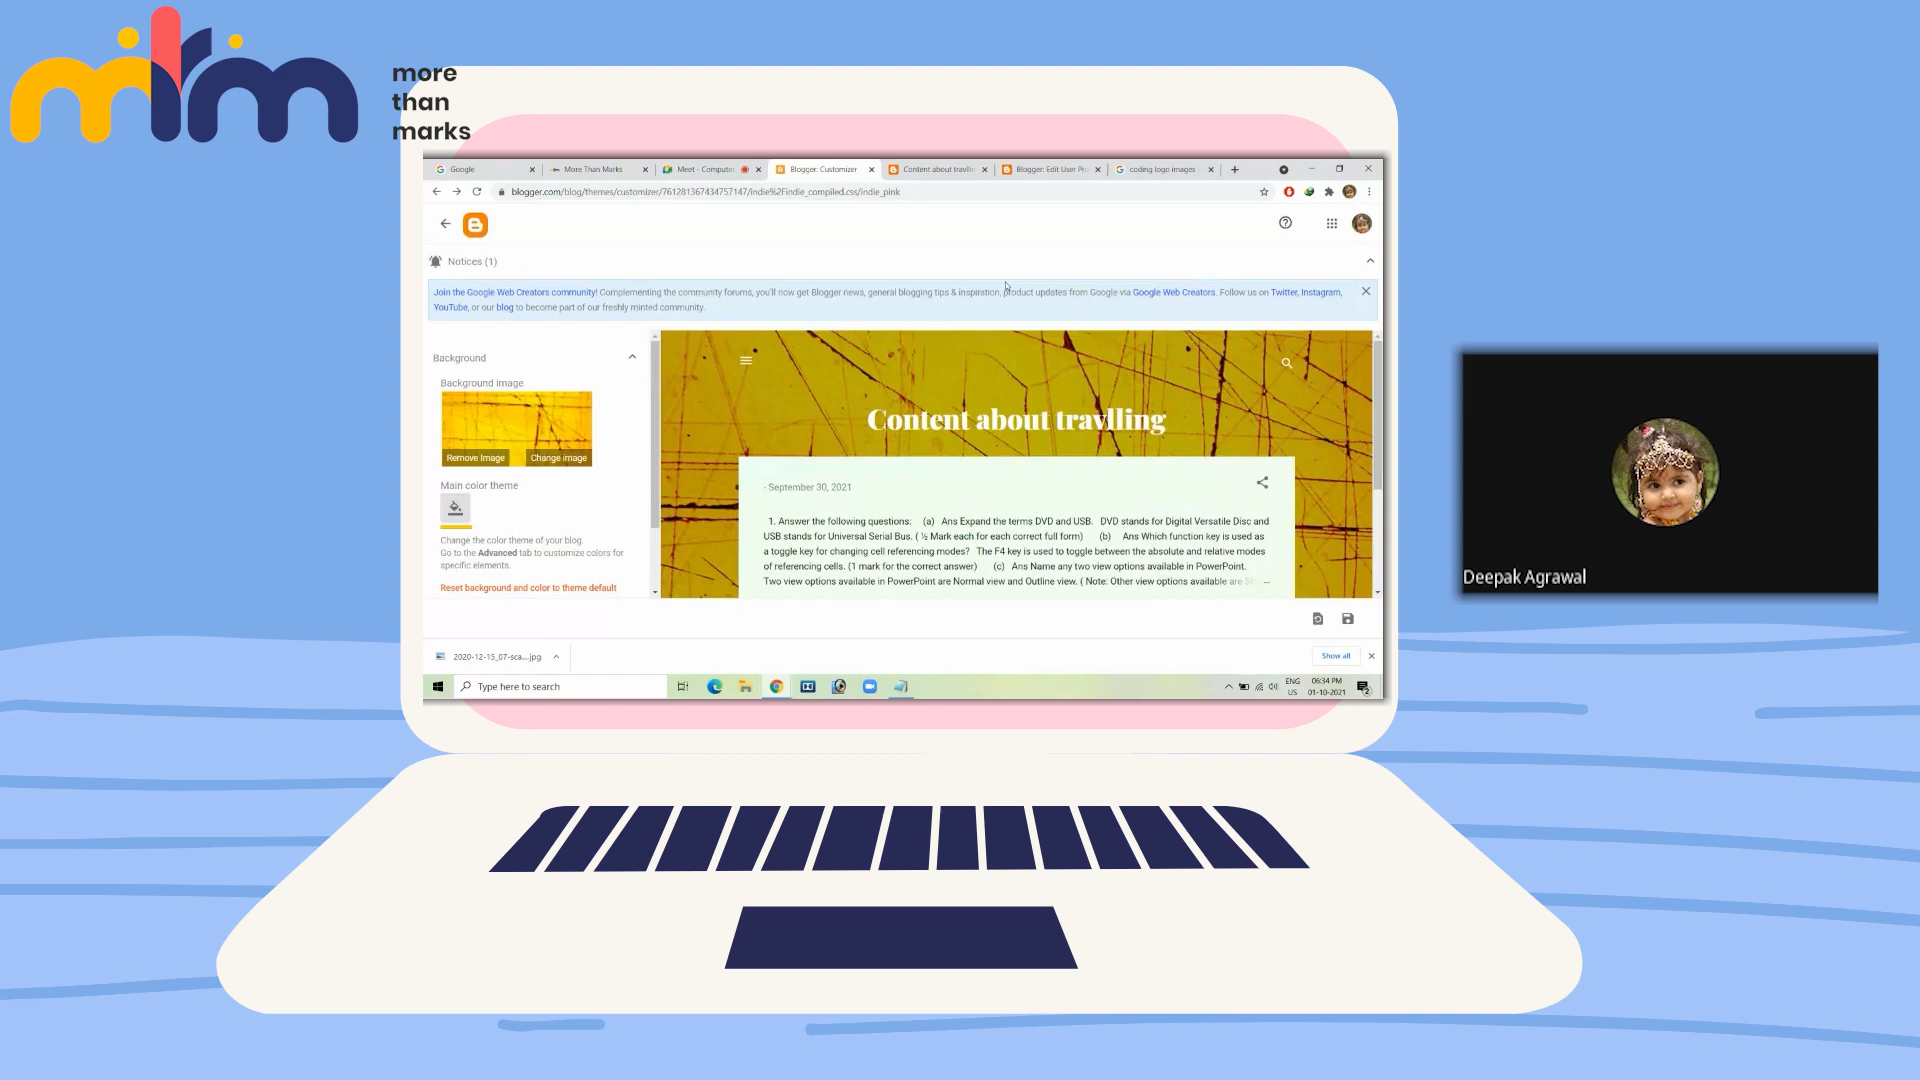 mtm
more
than
marks
Google
More Than Marks
Meet - Compute
Blogger: Customizer
Content about travllin
Blogger: Edit User Pro
coding logo images
blogger.com/blog/themes/customizer/761281367434757147/indie%2Findie_compiled.css/indie_pink
Notices (1)
Join the Google Web Creators community! Complementing the community forums, you'll now get Blogger news, general blogging tips & inspiration, product updates from Google via Google Web Creators. Follow us on Twitter, Instagram,
YouTube, or our blog to become part of our freshly minted community.
Background
Background image
Remove Image
Change image
Main color theme
Change the color theme of your blog.
Go to the Advanced tab to customize colors for
specific elements.
Reset background and color to theme default
Content about travlling
- September 30, 2021
1. Answer the following questions: (a) Ans Expand the terms DVD and USB. DVD stands for Digital Versatile Disc and
USB stands for Universal Serial Bus. ( ½ Mark each for each correct full form) (b) Ans Which function key is used as
a toggle key for changing cell referencing modes? The F4 key is used to toggle between the absolute and relative modes
of referencing cells. (1 mark for the correct answer) (c) Ans Name any two view options available in PowerPoint.
Two view options available in PowerPoint are Normal view and Outline view. ( Note: Other view options available are S ...
2020-12-15_07-sca....jpg
Show all
Type here to search
ENG
US
06:34 PM
01-10-2021
2
Deepak Agrawal